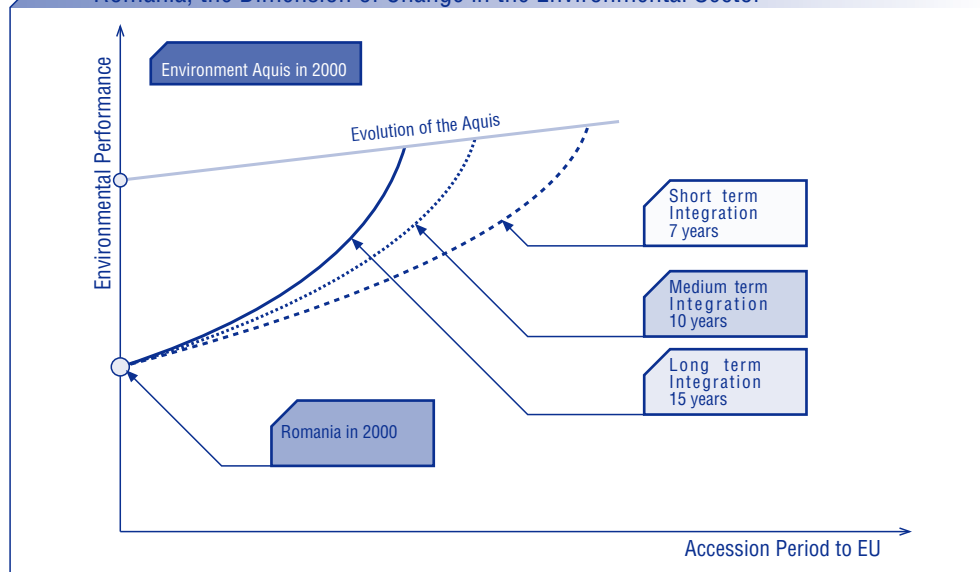 Romania, the Dimension of Change in the Environmental Sector
Environment Aquis in 2000
Environmental Performance
Evolution of the Aquis
Short term
Integration
7 years
Medium term
Integration
10 years
Long term
Integration
15 years
Romania in 2000
Accession Period to EU